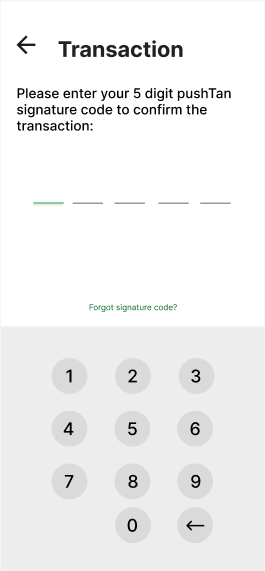 Transaction
Please enter your 5 digit pushTan
signature code to confirm the
transaction:
Forgot signature code?
1 2 3
4 5 6
7 8 9
0